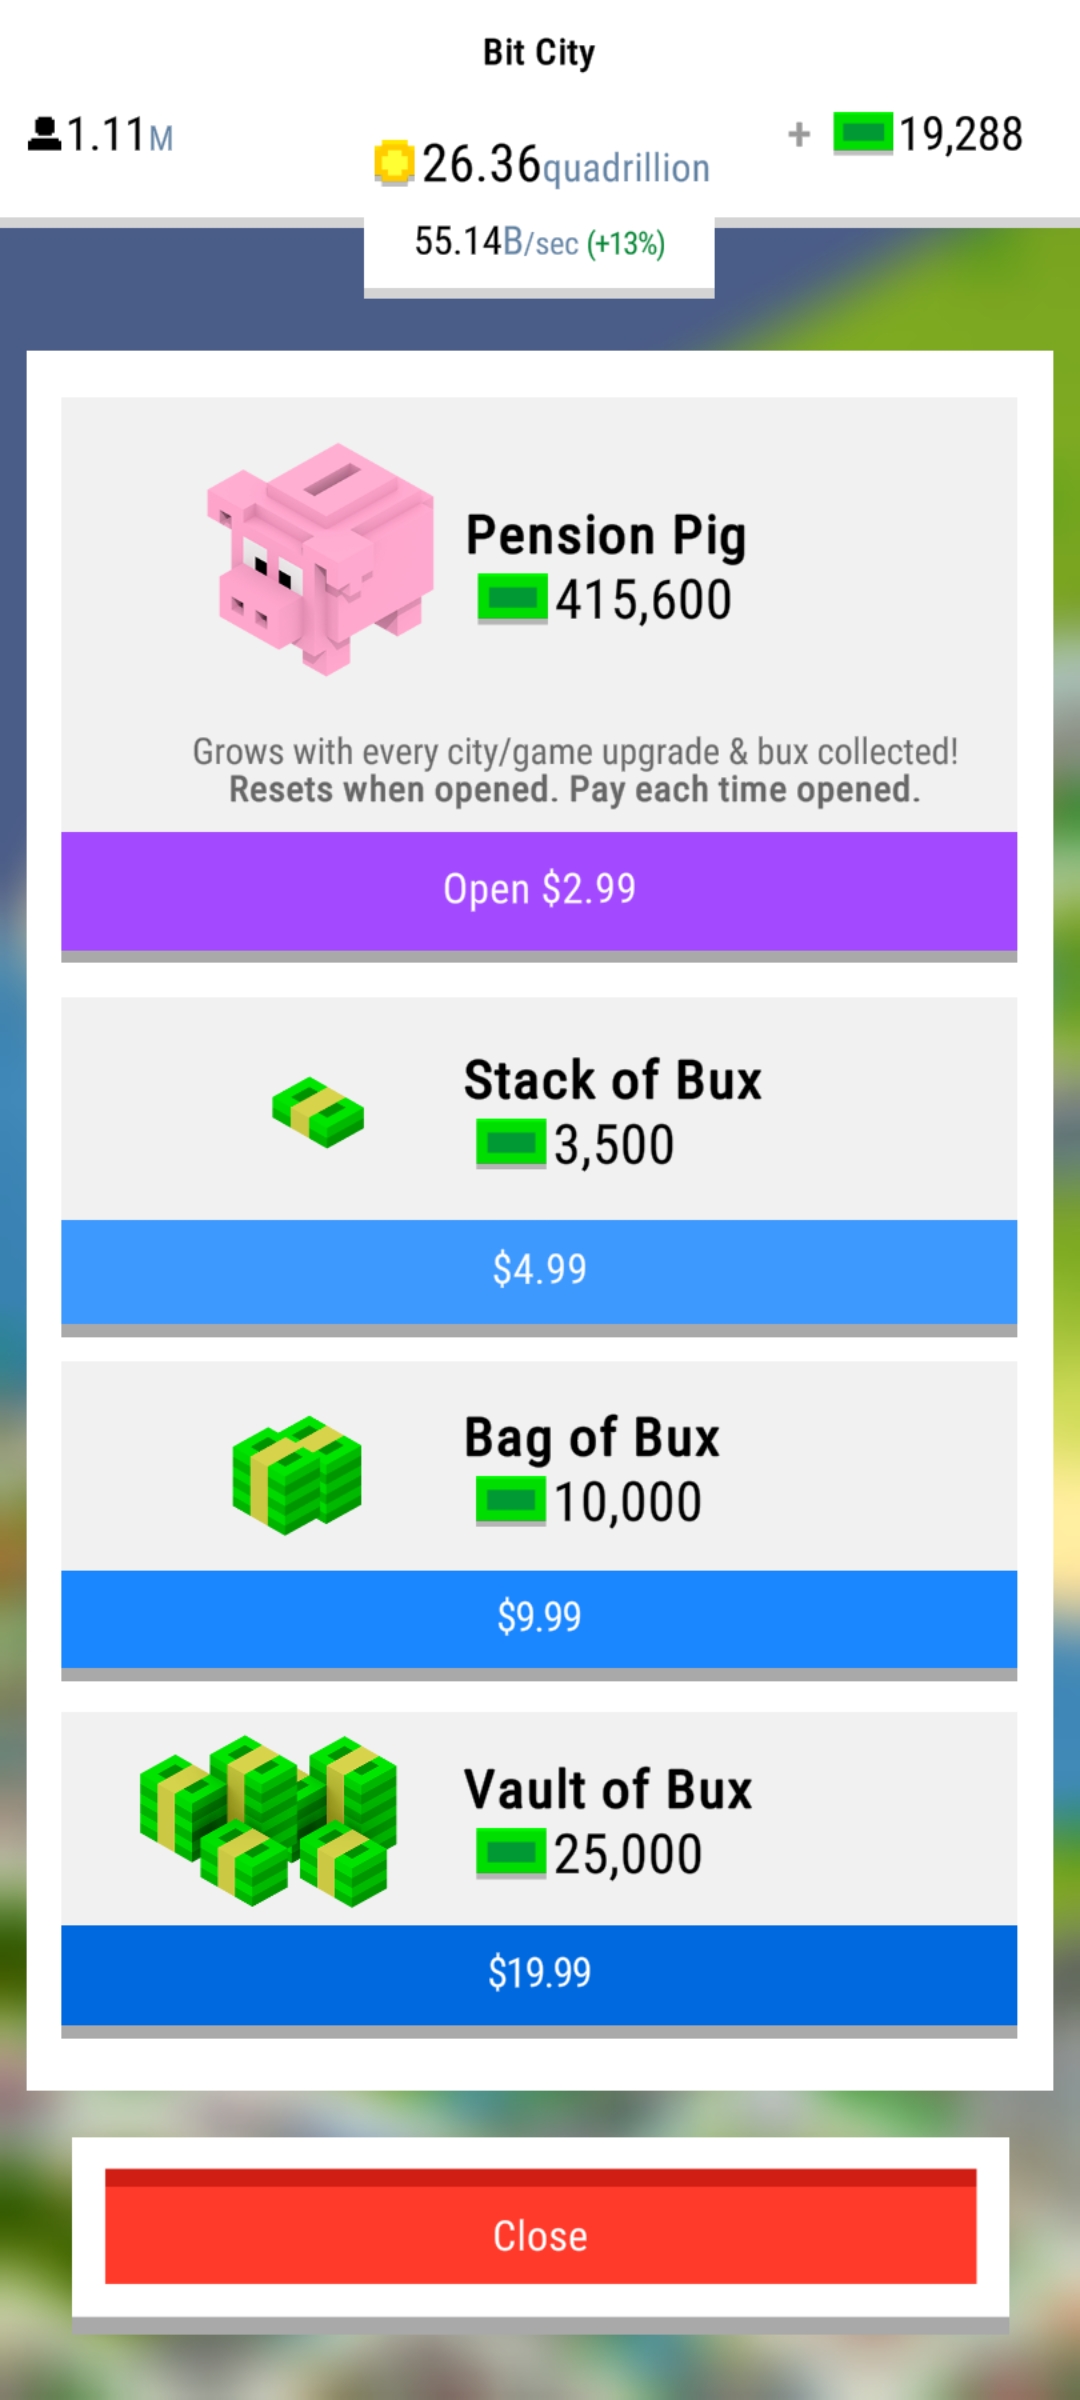 Bit City
1.11M
26.36quadrillion
+ 19,288
55.14B/sec (+13%)
Pension Pig
415,600
Grows with every city/game upgrade & bux collected!
Resets when opened. Pay each time opened.
Open $2.99
Stack of Bux
3,500
$4.99
Bag of Bux
10,000
$9.99
Vault of Bux
25,000
$19.99
Close